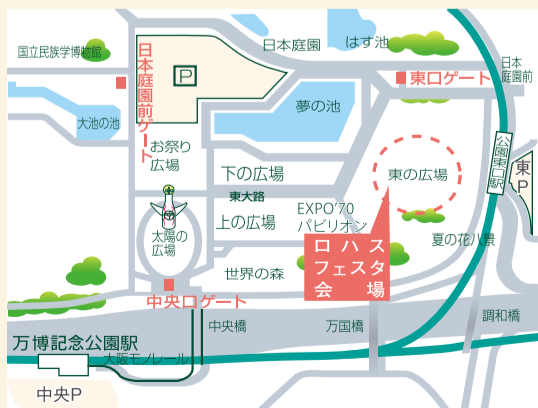 国立民族学博物館
日本庭園前ゲート
日本庭園
はす池
日本
庭園前
P
東口ゲート
大池の池
夢の池
お祭り
広場
下の広場
東の広場
公園東口駅
東P
東大路
太陽の
広場
上の広場
EXPO'70
パビリオン
ロハス
フェスタ
会場
夏の花八景
世界の森
中央口ゲート
中央橋
万国橋
調和橋
万博記念公園駅
大阪モノレール
中央P